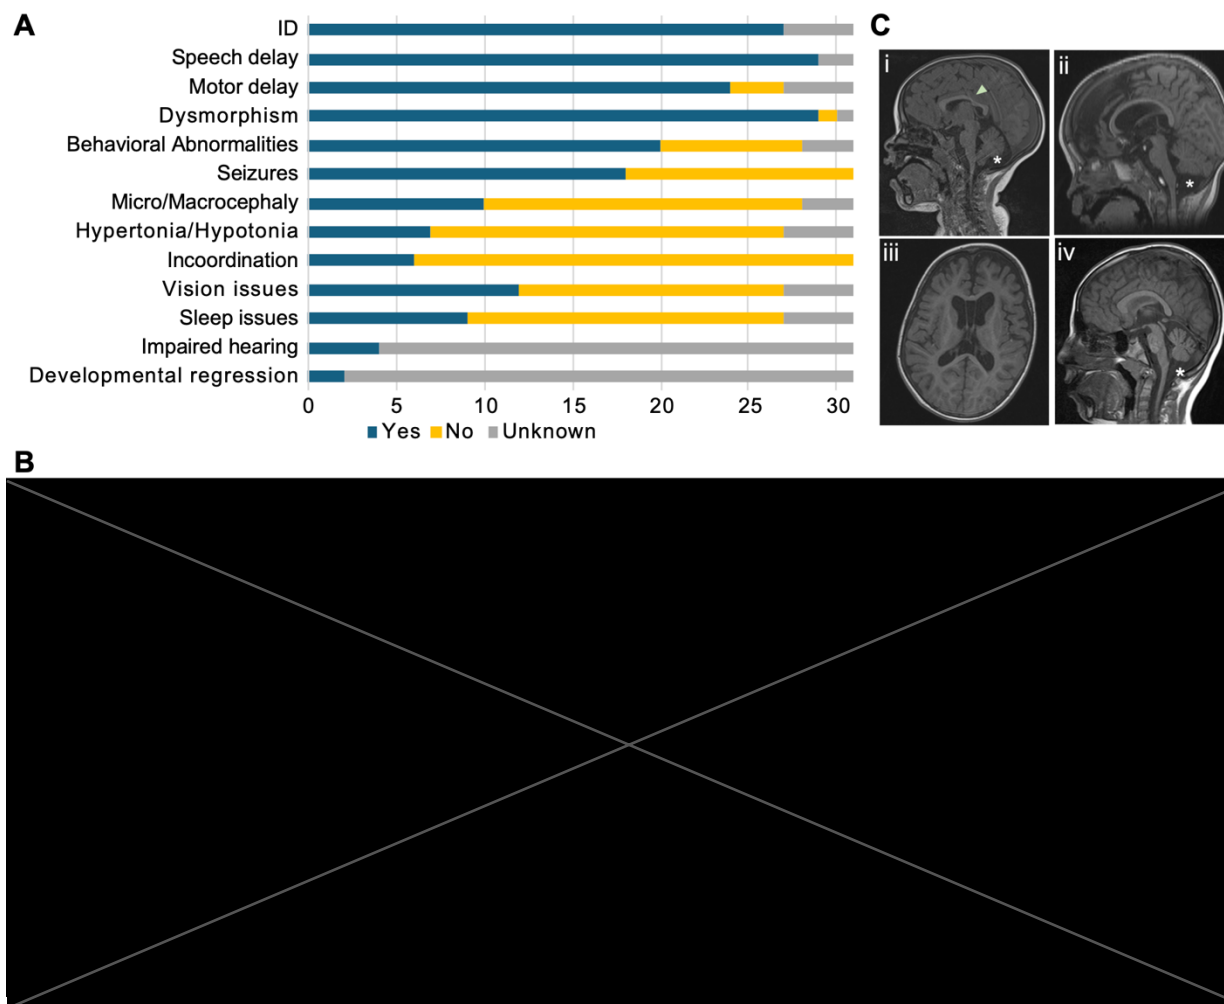 A
ID
Speech delay
Motor delay
Dysmorphism
Behavioral Abnormalities
Seizures
Micro/Macrocephaly
Hypertonia/Hypotonia
Incoordination
Vision issues
Sleep issues
Impaired hearing
Developmental regression
0 5 10 15 20 25 30
Yes No Unknown
C
i
*
ii
*
iii
iv
*
B